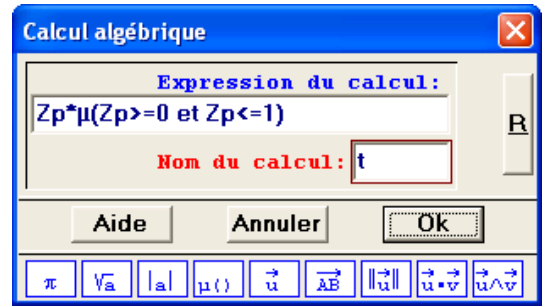 Calcul algébrique
Expression du calcul:
Zp*µ(Zp>=0 et Zp<=1)
R
Nom du calcul: t
Aide Annuler Ok
π √a |a| µ() u⃗ AB⃗ ‖u⃗‖ u⃗•v⃗ u⃗∧v⃗